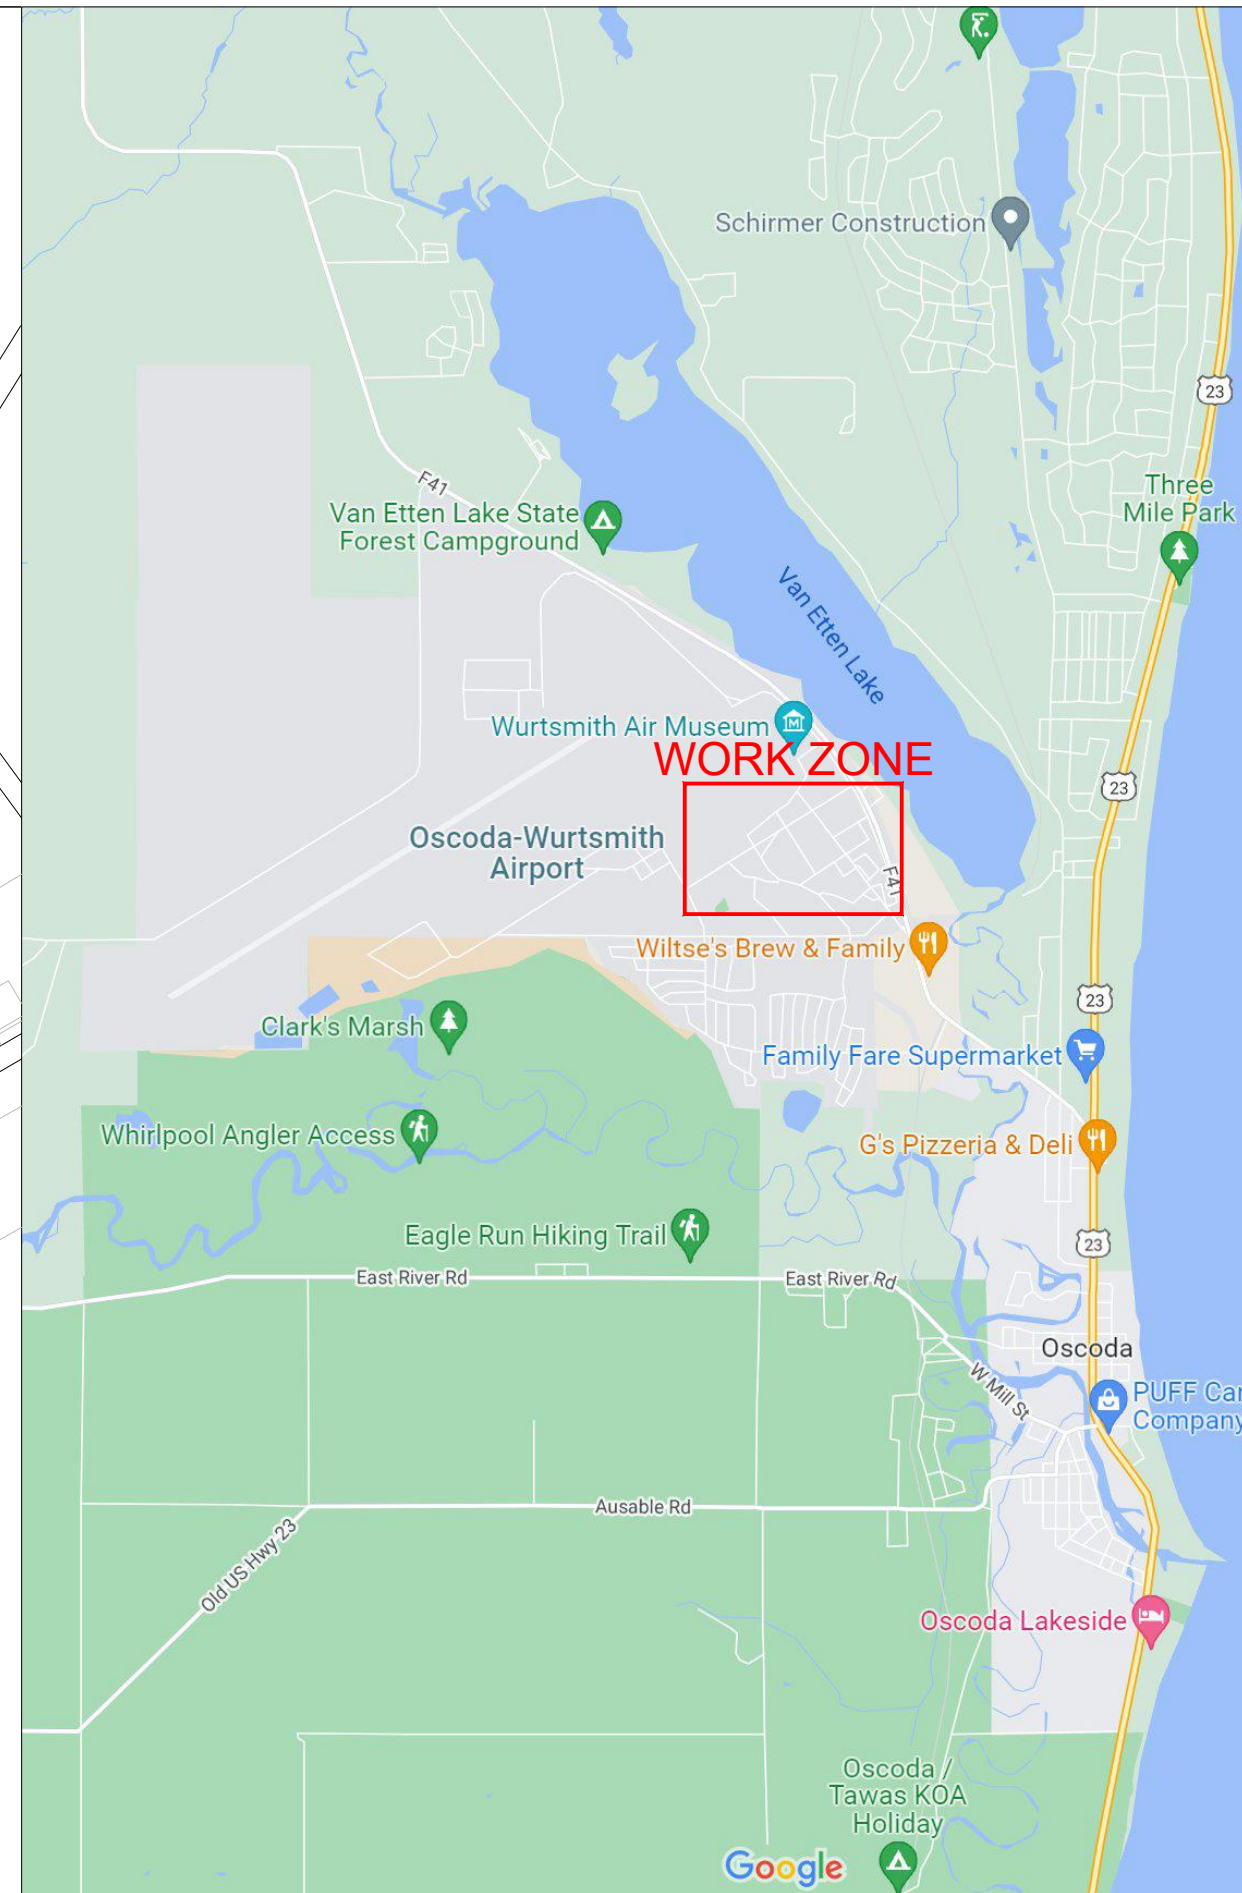 Schirmer Construction
23
F41
Three
Mile Park
Van Etten Lake State
Forest Campground
Van Etten Lake
Wurtsmith Air Museum
M
WORK ZONE
23
Oscoda-Wurtsmith
Airport
F41
Wiltse's Brew & Family
23
Clark's Marsh
Family Fare Supermarket
Whirlpool Angler Access
G's Pizzeria & Deli
Eagle Run Hiking Trail
23
East River Rd
East River Rd
Oscoda
W Mill St
PUFF Car
Company
Ausable Rd
Old US Hwy 23
Oscoda Lakeside
Oscoda /
Tawas KOA
Holiday
Google